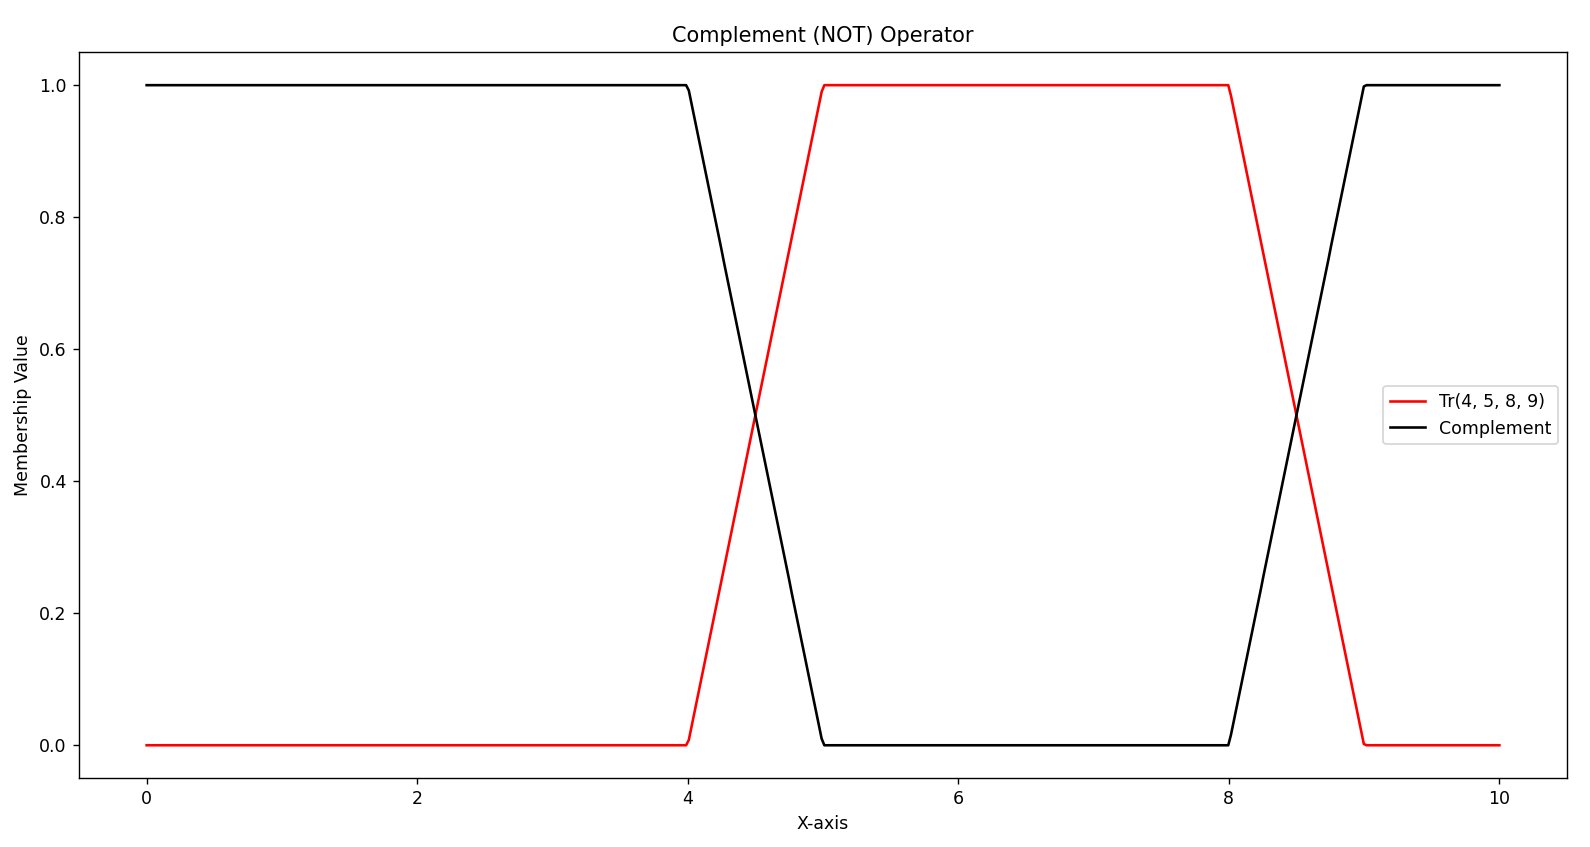 Complement (NOT) Operator
1.0
0.8
0.6
0.4
0.2
0.0
Membership Value
Tr(4, 5, 8, 9)
Complement
0 2 4 6 8 10
X-axis